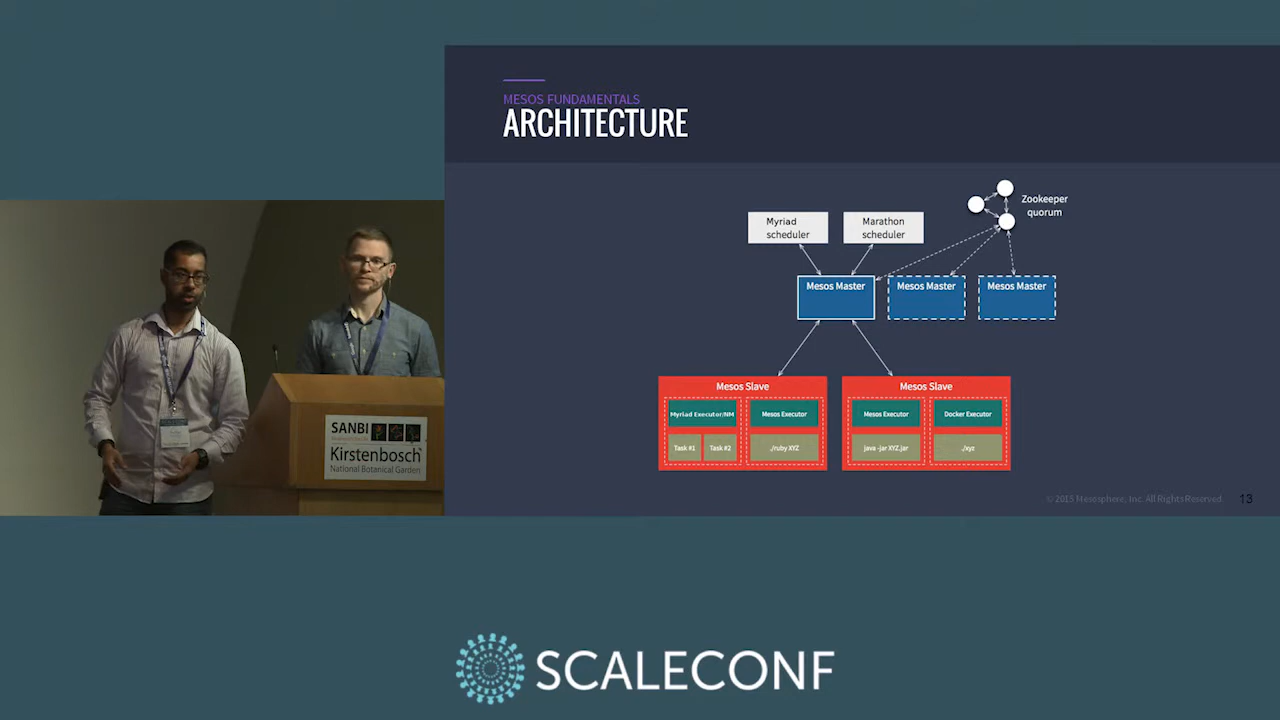 MESOS FUNDAMENTALS
ARCHITECTURE
Zookeeper
quorum
Myriad
scheduler
Marathon
scheduler
Mesos Master
Mesos Master
Mesos Master
Mesos Slave
Myriad Executor/NM
Mesos Executor
Task #1
Task #2
./ruby XYZ
Mesos Slave
Mesos Executor
Docker Executor
java -jar XYZ.jar
./xyz
© 2015 Mesosphere, Inc. All Rights Reserved.
13
SANBI
Kirstenbosch
National Botanical Garden
SCALECONF